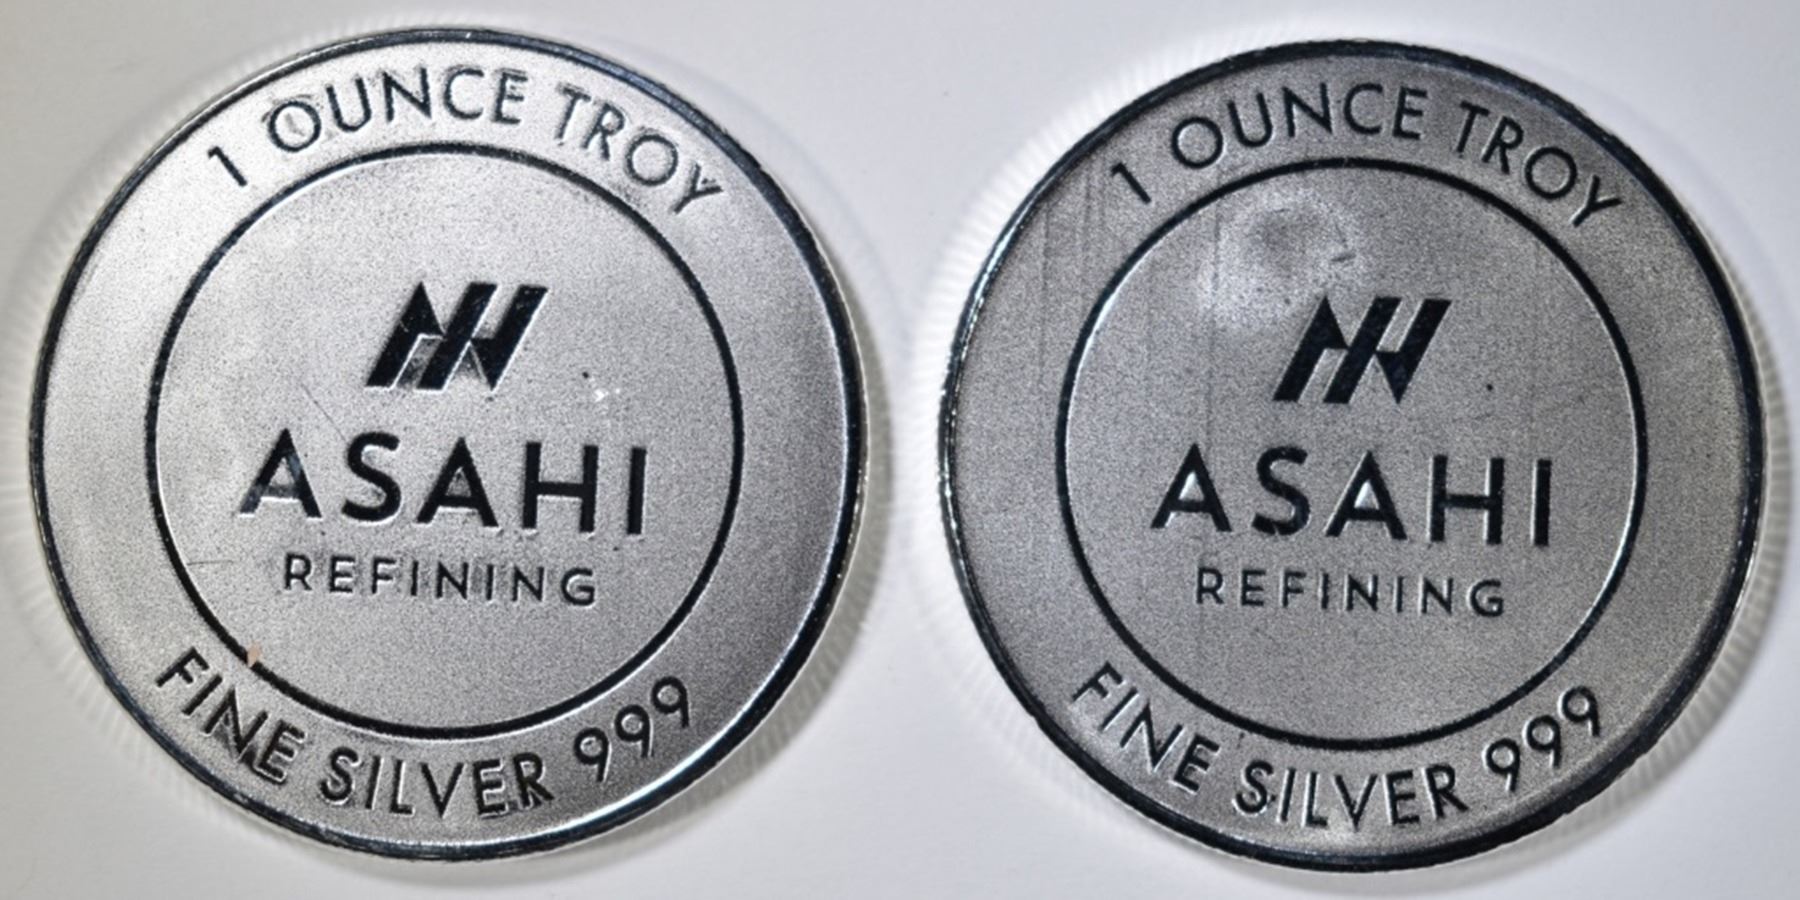 1 OUNCE TROY
ASAHI
REFINING
FINE SILVER 999
1 OUNCE TROY
ASAHI
REFINING
FINE SILVER 999